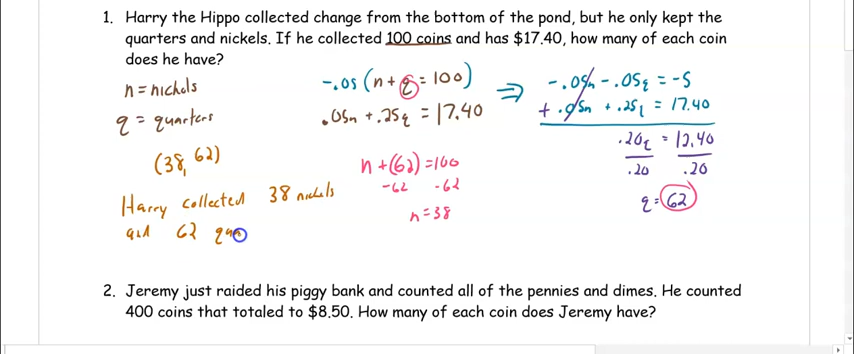 1. Harry the Hippo collected change from the bottom of the pond, but he only kept the
quarters and nickels. If he collected 100 coins and has $17.40, how many of each coin
does he have?
n = nickels
q = quarters
(38, 62)
Harry collected 38 nickels
and 62 qua
-.05 (n + q = 100)
.05n + .25q = 17.40
n + (62) = 100
-62 -62
n = 38
⇒
-.05n - .05q = -5
+ .05n + .25q = 17.40
.20q = 12.40
.20 .20
q = 62
2. Jeremy just raided his piggy bank and counted all of the pennies and dimes. He counted
400 coins that totaled to $8.50. How many of each coin does Jeremy have?